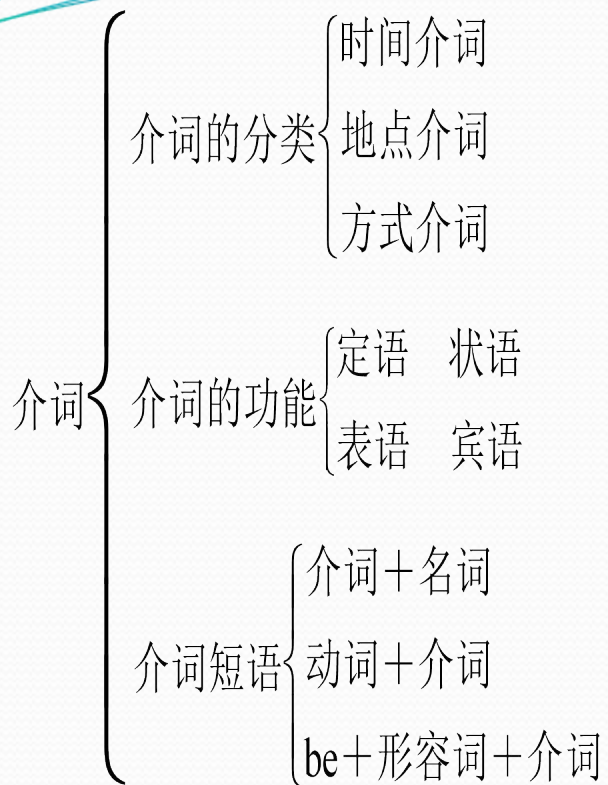 介词
介词的分类
时间介词
地点介词
方式介词
介词的功能
定语 状语
表语 宾语
介词短语
介词＋名词
动词＋介词
be＋形容词＋介词